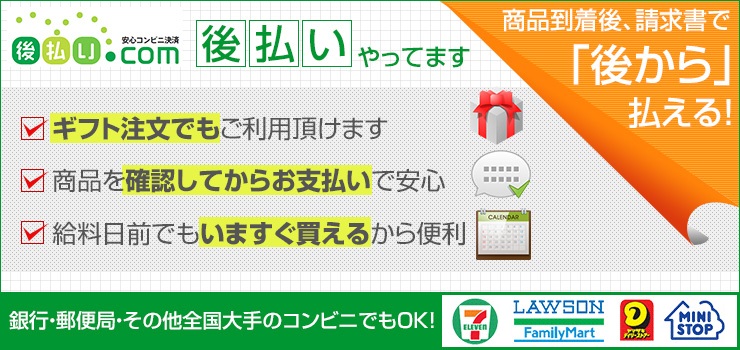 安心コンビニ決済
後払い.com
後払いやってます
商品到着後、請求書で
「後から」
払える!
ギフト注文でもご利用頂けます
商品を確認してからお支払いで安心
CALENDAR
給料日前でもいますぐ買えるから便利
銀行・郵便局・その他全国大手のコンビニでもOK!
7
ELEVEN
LAWSON
FamilyMart
MINI
STOP